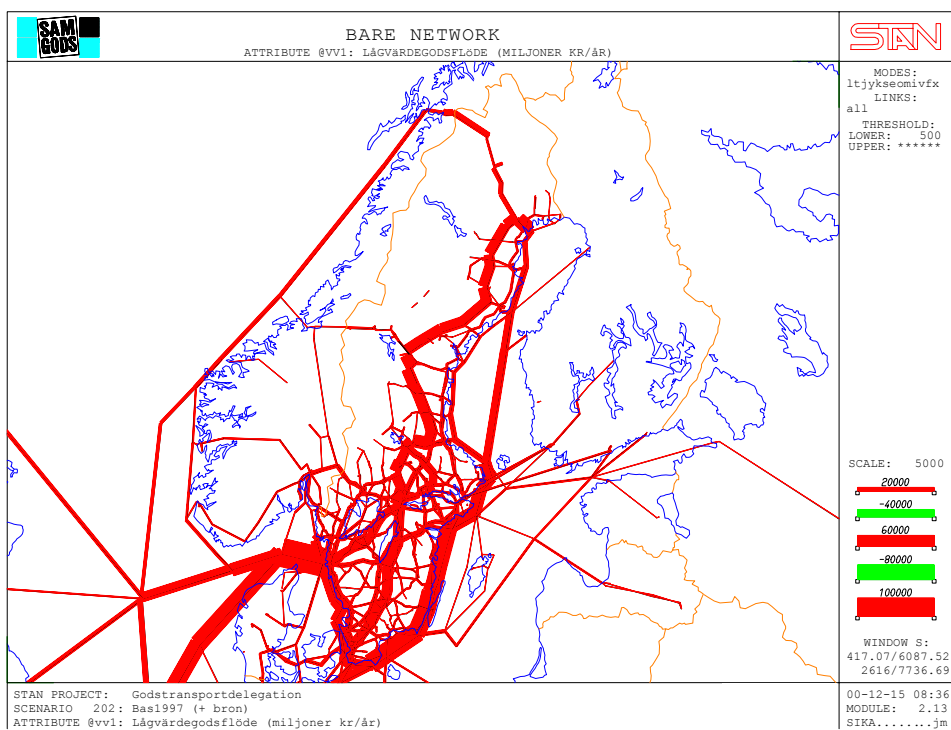 SAM
GODS
BARE NETWORK
ATTRIBUTE @VV1: LÅGVÄRDEGODSFLÖDE (MILJONER KR/ÅR)
STAN
MODES:
ltjykseomivfx
LINKS:
all
THRESHOLD:
LOWER: 500
UPPER: ******
SCALE: 5000
20000
-40000
60000
-80000
100000
WINDOW S:
417.07/6087.52
2616/7736.69
STAN PROJECT: Godstransportdelegation
SCENARIO 202: Bas1997 (+ bron)
ATTRIBUTE @vv1: Lågvärdegodsflöde (miljoner kr/år)
00-12-15 08:36
MODULE: 2.13
SIKA.......jm